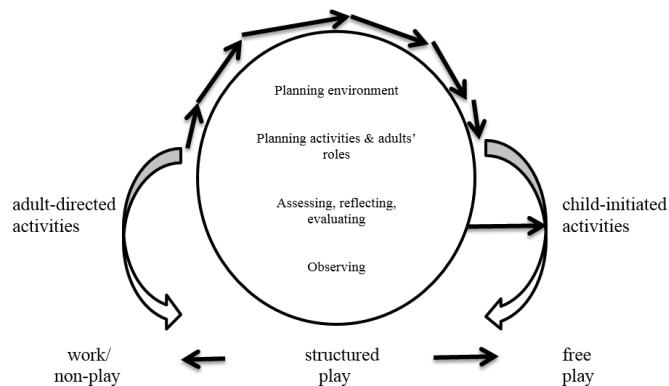 Planning environment
Planning activities & adults’
roles
adult-directed
activities
Assessing, reflecting,
evaluating
child-initiated
activities
Observing
work/
non-play
structured
play
free
play